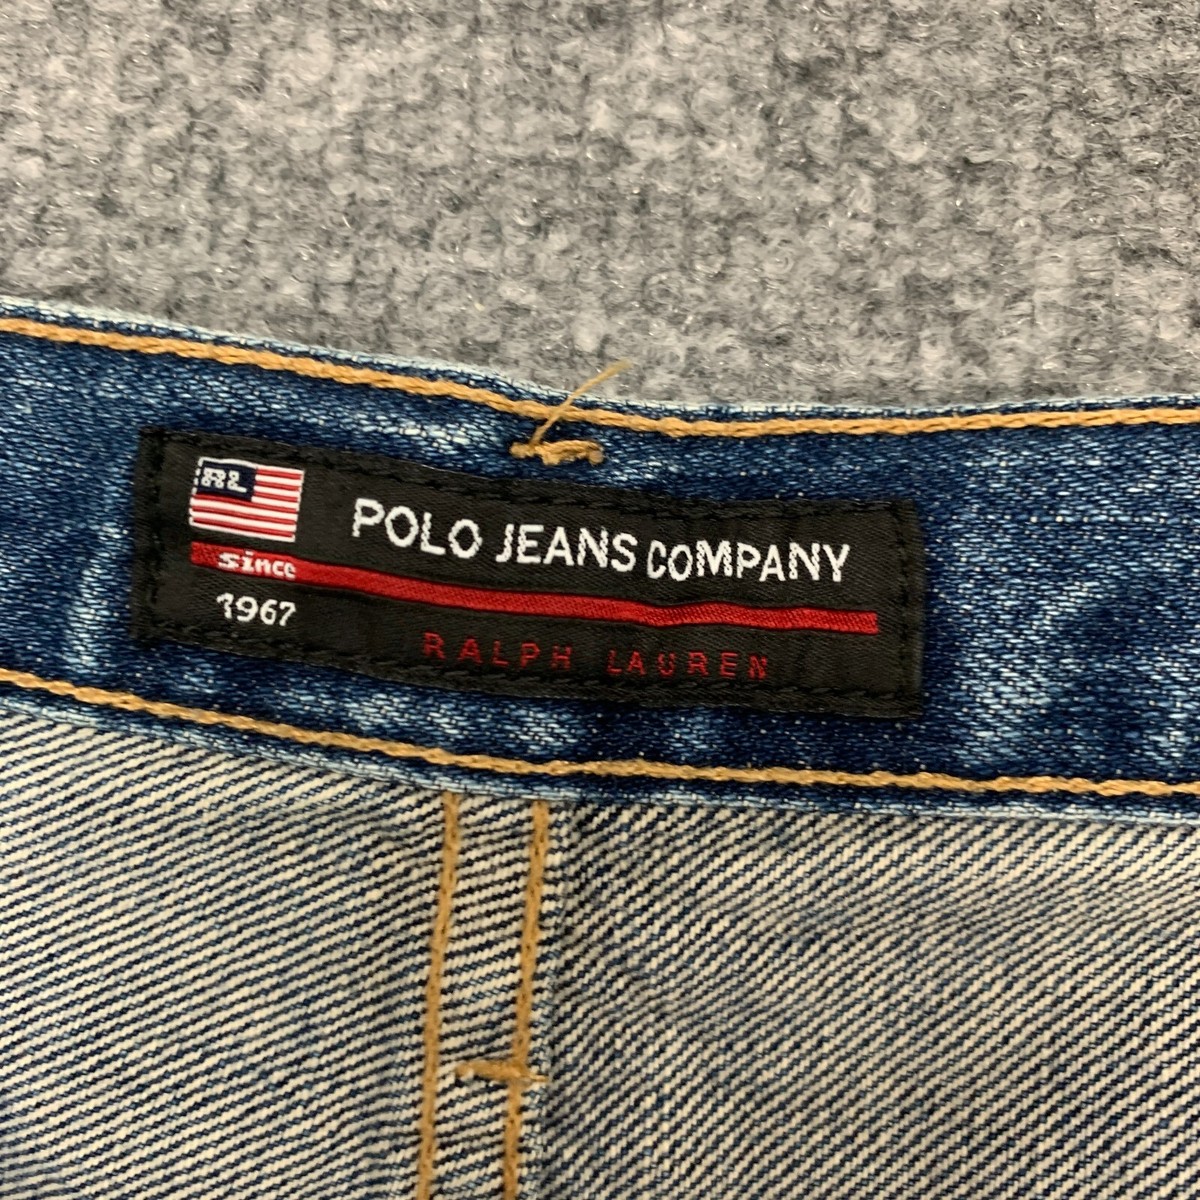 RL
POLO JEANS COMPANY
since
1967
RALPH LAUREN